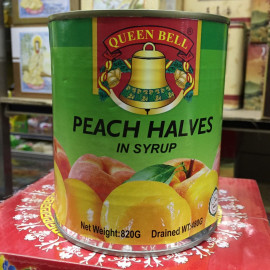 QUEEN BELL
PEACH HALVES
IN SYRUP
Net Weight:820G
Drained WT:480G